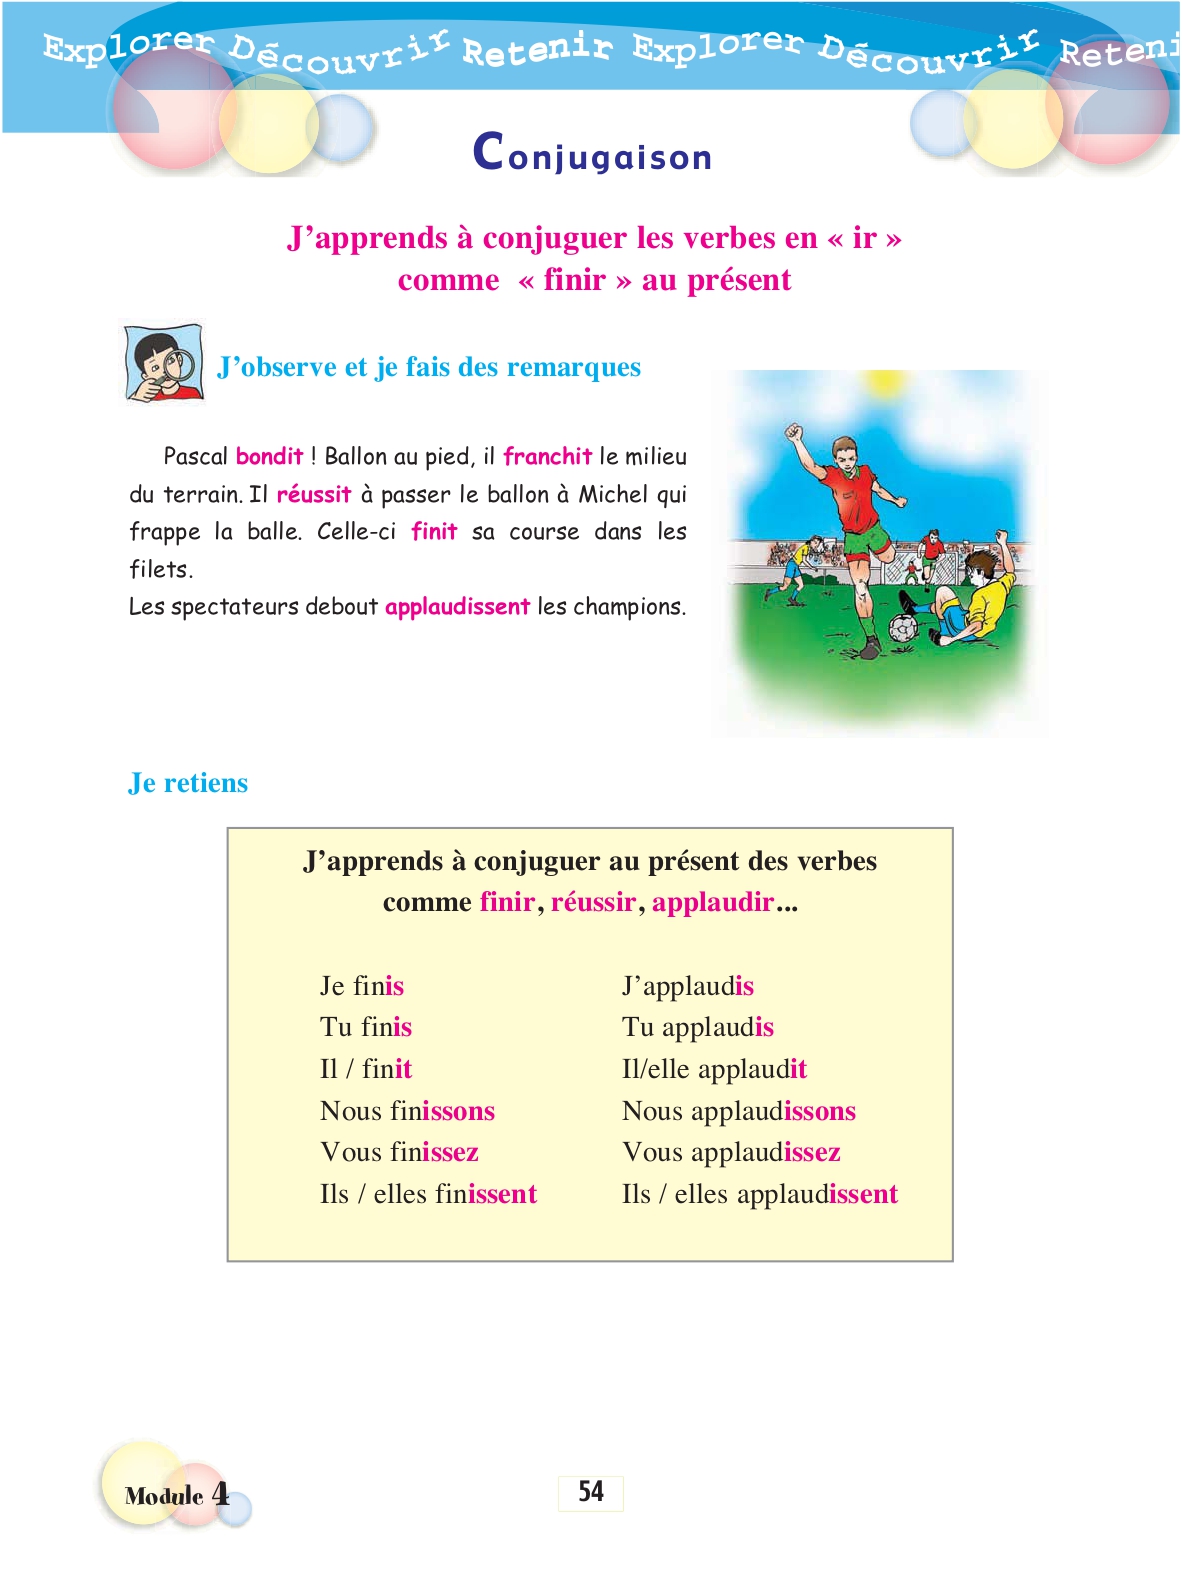 Explorer Découvrir Retenir Explorer Découvrir Reteni
Conjugaison
J’apprends à conjuguer les verbes en « ir »
comme « finir » au présent
J’observe et je fais des remarques
Pascal bondit ! Ballon au pied, il franchit le milieu
du terrain. Il réussit à passer le ballon à Michel qui
frappe la balle. Celle-ci finit sa course dans les
filets.
Les spectateurs debout applaudissent les champions.
Je retiens
J’apprends à conjuguer au présent des verbes
comme finir, réussir, applaudir...
Je finis
Tu finis
Il / finit
Nous finissons
Vous finissez
Ils / elles finissent
J’applaudis
Tu applaudis
Il/elle applaudit
Nous applaudissons
Vous applaudissez
Ils / elles applaudissent
Module 4
54